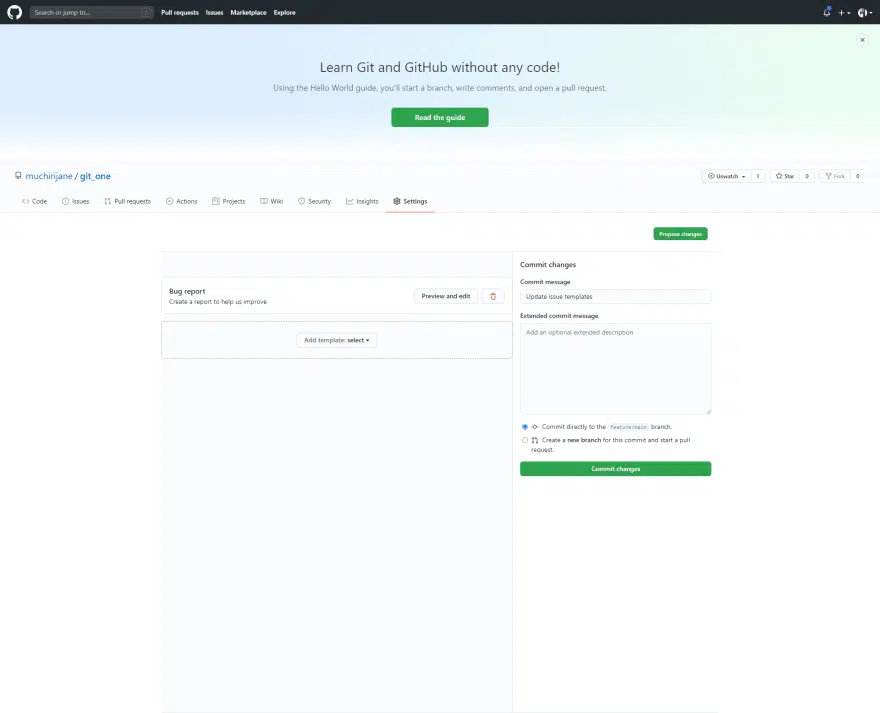 Search or jump to... /
Pull requests Issues Marketplace Explore
Learn Git and GitHub without any code!
Using the Hello World guide, you'll start a branch, write comments, and open a pull request.
Read the guide
muchirijane / git_one
Unwatch 1 Star 0 Fork 0
Code Issues Pull requests Actions Projects Wiki Security Insights Settings
Propose changes
Commit changes
Commit message
Update issue templates
Extended commit message
Add an optional extended description
Bug report
Create a report to help us improve
Preview and edit
Add template: select
Commit directly to the feature/main branch.
Create a new branch for this commit and start a pull
request.
Commit changes